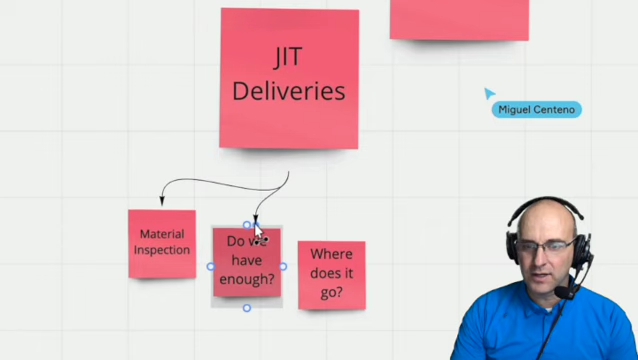 JIT
Deliveries
Miguel Centeno
Material
Inspection
Do we
have
enough?
Where
does it
go?